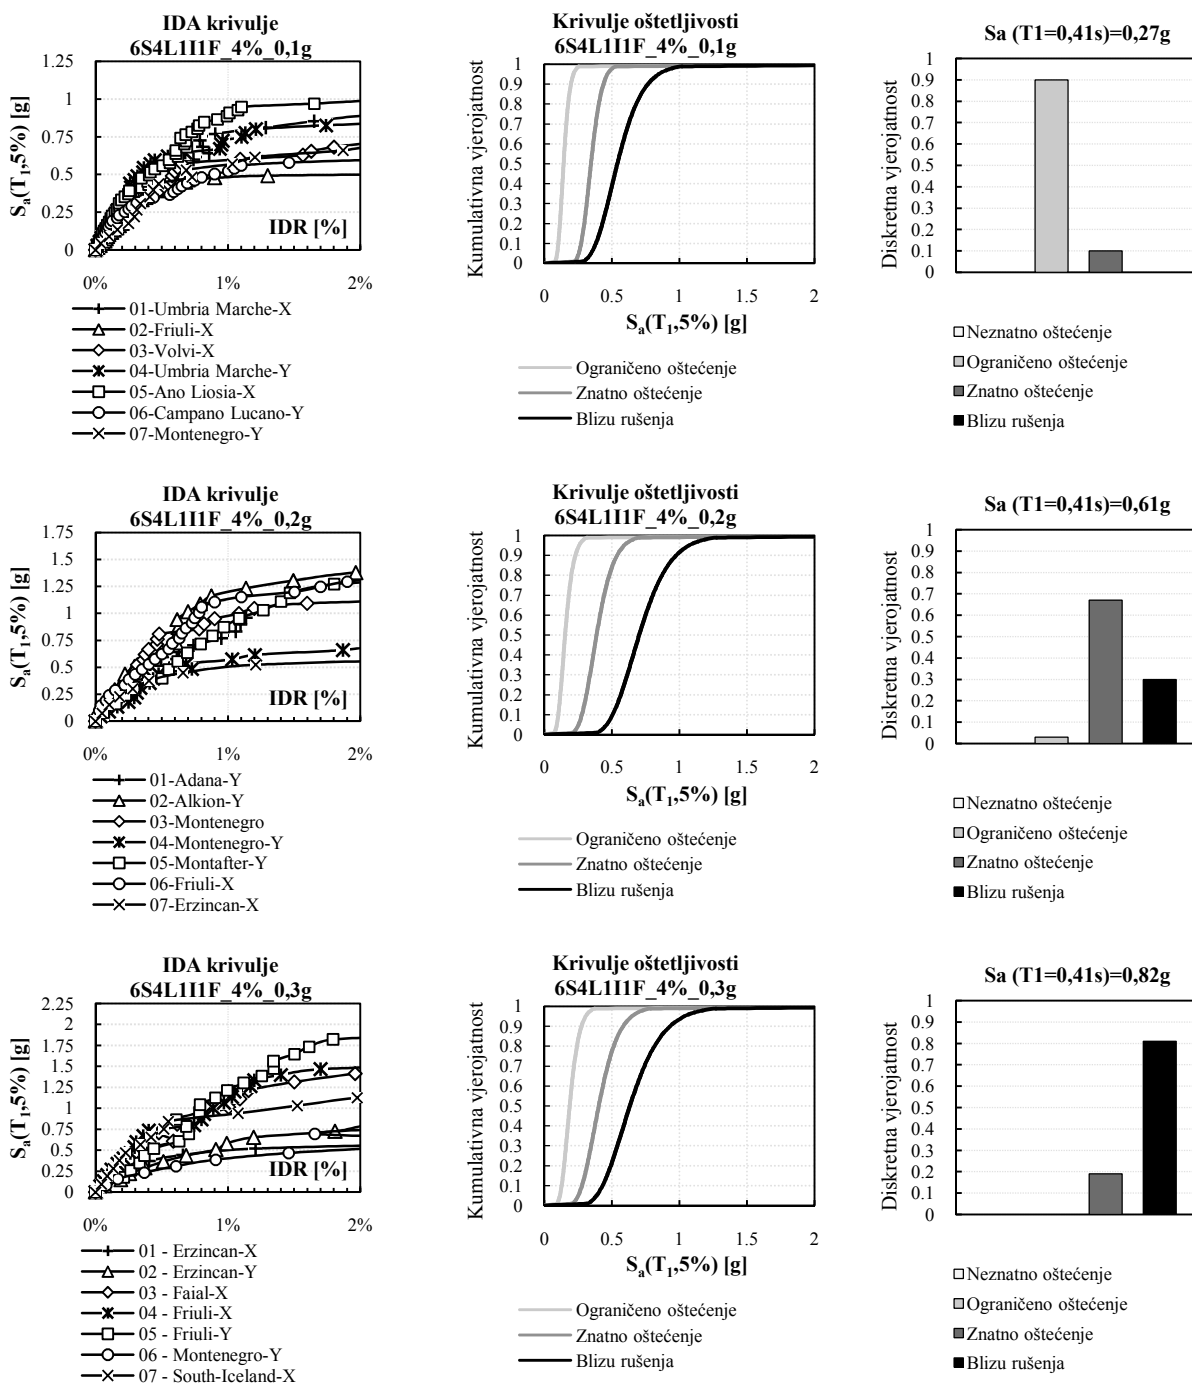 IDA krivulje
6S4L1I1F_4%_0,1g
Sa(T1,5%) [g]
1.25
1
0.75
0.5
0.25
0
IDR [%]
0% 1% 2%
01-Umbria Marche-X
02-Friuli-X
03-Volvi-X
04-Umbria Marche-Y
05-Ano Liosia-X
06-Campano Lucano-Y
07-Montenegro-Y
Krivulje oštetljivosti
6S4L1I1F_4%_0,1g
Kumulativna vjerojatnost
1
0.9
0.8
0.7
0.6
0.5
0.4
0.3
0.2
0.1
0
0 0.5 1 1.5 2
Sa(T1,5%) [g]
Ograničeno oštećenje
Znatno oštećenje
Blizu rušenja
Sa (T1=0,41s)=0,27g
Diskretna vjerojatnost
1
0.9
0.8
0.7
0.6
0.5
0.4
0.3
0.2
0.1
0
Neznatno oštećenje
Ograničeno oštećenje
Znatno oštećenje
Blizu rušenja
IDA krivulje
6S4L1I1F_4%_0,2g
Sa(T1,5%) [g]
1.75
1.5
1.25
1
0.75
0.5
0.25
0
IDR [%]
0% 1% 2%
01-Adana-Y
02-Alkion-Y
03-Montenegro
04-Montenegro-Y
05-Montafter-Y
06-Friuli-X
07-Erzincan-X
Krivulje oštetljivosti
6S4L1I1F_4%_0,2g
Kumulativna vjerojatnost
1
0.9
0.8
0.7
0.6
0.5
0.4
0.3
0.2
0.1
0
0 0.5 1 1.5 2
Sa(T1,5%) [g]
Ograničeno oštećenje
Znatno oštećenje
Blizu rušenja
Sa (T1=0,41s)=0,61g
Diskretna vjerojatnost
1
0.9
0.8
0.7
0.6
0.5
0.4
0.3
0.2
0.1
0
Neznatno oštećenje
Ograničeno oštećenje
Znatno oštećenje
Blizu rušenja
IDA krivulje
6S4L1I1F_4%_0,3g
Sa(T1,5%) [g]
2.25
2
1.75
1.5
1.25
1
0.75
0.5
0.25
0
IDR [%]
0% 1% 2%
01 - Erzincan-X
02 - Erzincan-Y
03 - Faial-X
04 - Friuli-X
05 - Friuli-Y
06 - Montenegro-Y
07 - South-Iceland-X
Krivulje oštetljivosti
6S4L1I1F_4%_0,3g
Kumulativna vjerojatnost
1
0.9
0.8
0.7
0.6
0.5
0.4
0.3
0.2
0.1
0
0 0.5 1 1.5 2
Sa(T1,5%) [g]
Ograničeno oštećenje
Znatno oštećenje
Blizu rušenja
Sa (T1=0,41s)=0,82g
Diskretna vjerojatnost
1
0.9
0.8
0.7
0.6
0.5
0.4
0.3
0.2
0.1
0
Neznatno oštećenje
Ograničeno oštećenje
Znatno oštećenje
Blizu rušenja